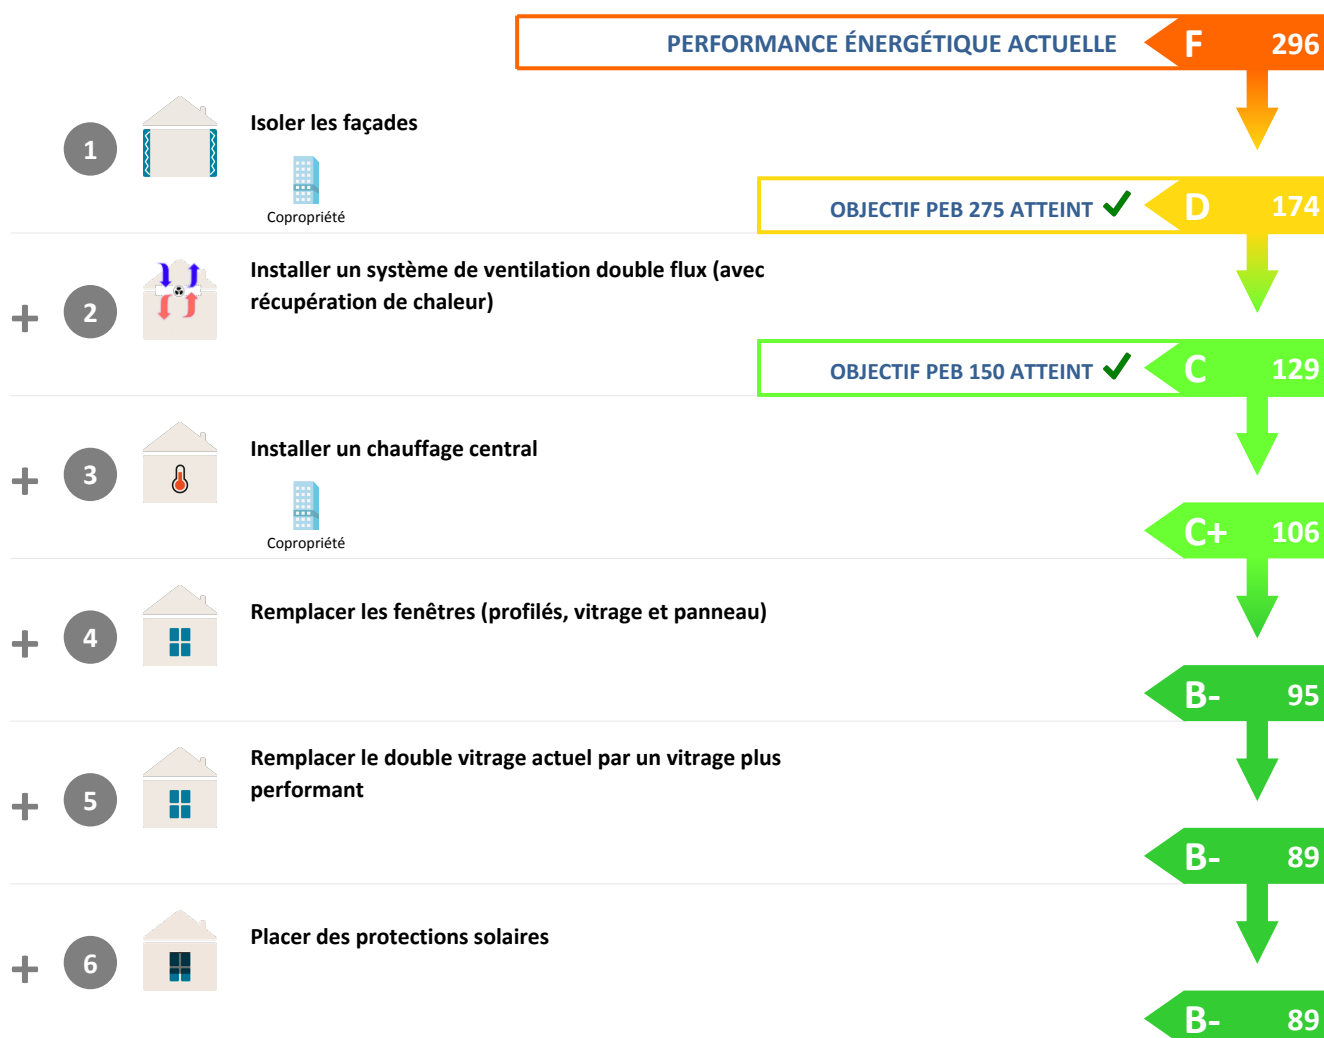 PERFORMANCE ÉNERGÉTIQUE ACTUELLE F 296
1 Isoler les façades
Copropriété
OBJECTIF PEB 275 ATTEINT D 174
+ 2 Installer un système de ventilation double flux (avec
récupération de chaleur)
OBJECTIF PEB 150 ATTEINT C 129
+ 3 Installer un chauffage central
Copropriété
C+ 106
+ 4 Remplacer les fenêtres (profilés, vitrage et panneau)
B- 95
+ 5 Remplacer le double vitrage actuel par un vitrage plus
performant
B- 89
+ 6 Placer des protections solaires
B- 89